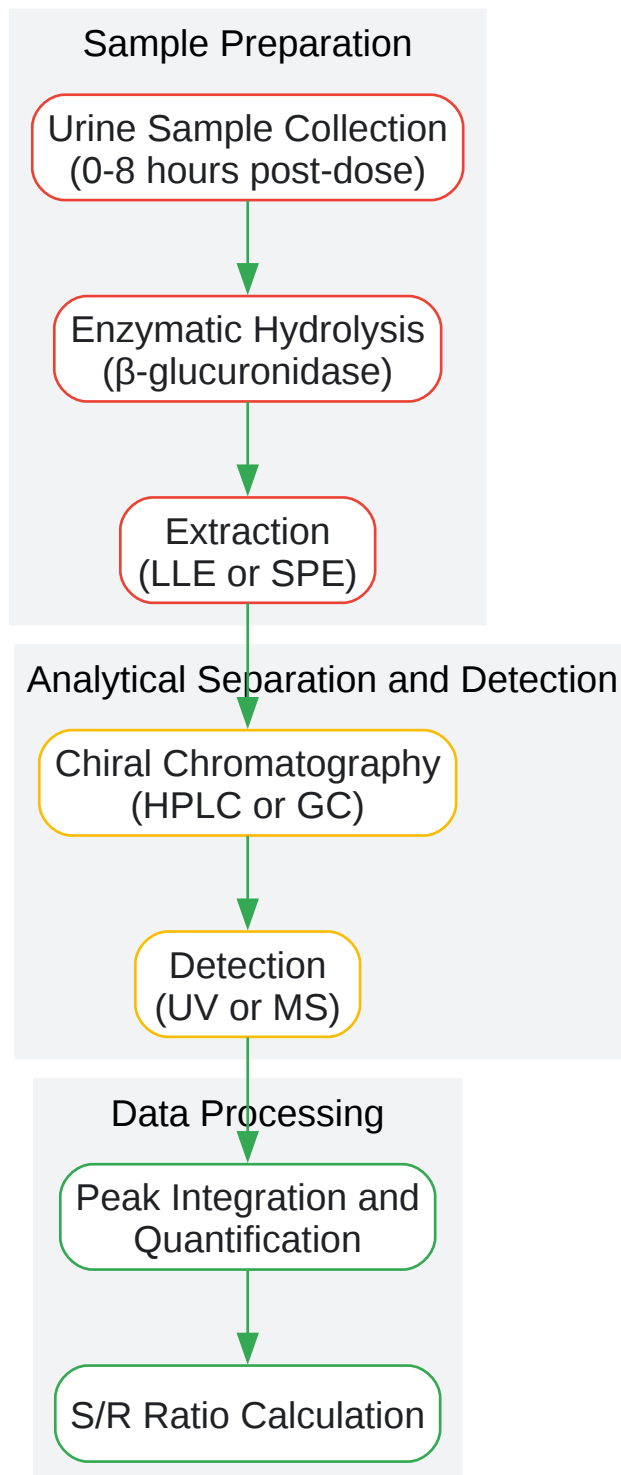 Sample Preparation
Urine Sample Collection
(0-8 hours post-dose)
Enzymatic Hydrolysis
(β-glucuronidase)
Extraction
(LLE or SPE)
Analytical Separation and Detection
Chiral Chromatography
(HPLC or GC)
Detection
(UV or MS)
Data Processing
Peak Integration and
Quantification
S/R Ratio Calculation